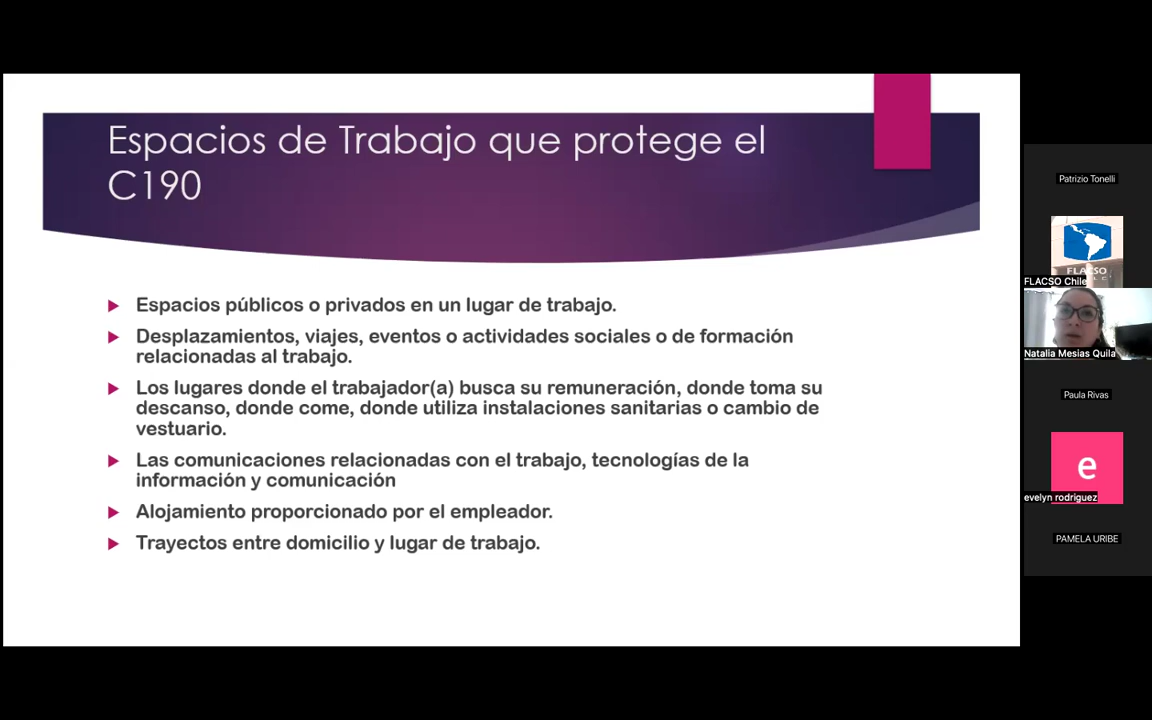 Espacios de Trabajo que protege el
C190
Espacios públicos o privados en un lugar de trabajo.
Desplazamientos, viajes, eventos o actividades sociales o de formación
relacionadas al trabajo.
Los lugares donde el trabajador(a) busca su remuneración, donde toma su
descanso, donde come, donde utiliza instalaciones sanitarias o cambio de
vestuario.
Las comunicaciones relacionadas con el trabajo, tecnologías de la
información y comunicación
Alojamiento proporcionado por el empleador.
Trayectos entre domicilio y lugar de trabajo.
Patrizio Tonelli
FLACSO
FLACSO Chile
Natalia Mesias Quila
Paula Rivas
e
evelyn rodriguez
PAMELA URIBE